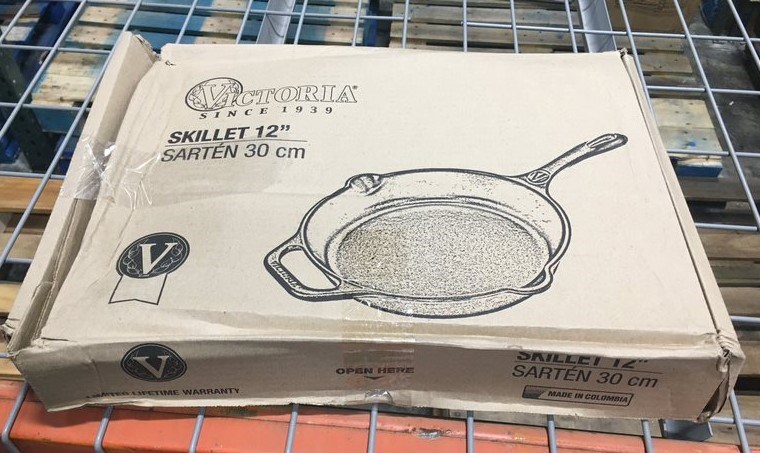 VICTORIA®
SINCE 1939
SKILLET 12”
SARTÉN 30 cm
V
V
VICTORIA
V
LIMITED LIFETIME WARRANTY
OPEN HERE
SKILLET 12"
SARTÉN 30 cm
MADE IN COLOMBIA